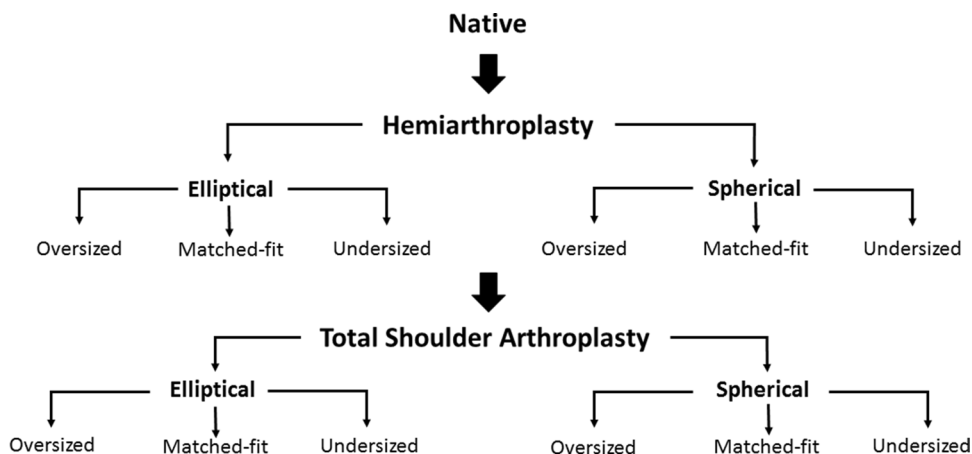 Native
Hemiarthroplasty
Elliptical Spherical
Oversized Matched-fit Undersized Oversized Matched-fit Undersized
Total Shoulder Arthroplasty
Elliptical Spherical
Oversized Matched-fit Undersized Oversized Matched-fit Undersized